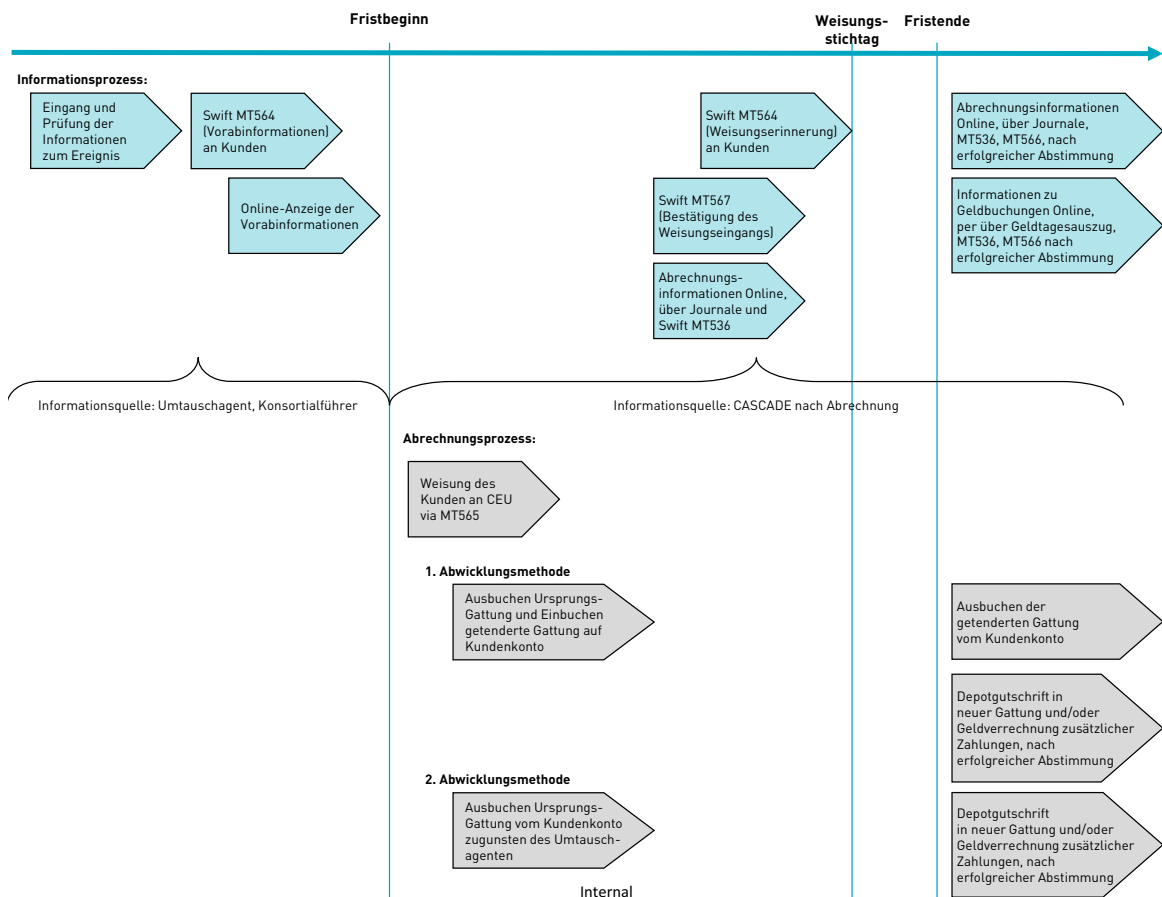 Fristbeginn
Weisungs-
stichtag
Fristende
Informationsprozess:
Eingang und
Prüfung der
Informationen
zum Ereignis
Swift MT564
(Vorabinformationen)
an Kunden
Swift MT564
(Weisungserinnerung)
an Kunden
Abrechnungsinformationen
Online, über Journale,
MT536, MT566, nach
erfolgreicher Abstimmung
Online-Anzeige der
Vorabinformationen
Swift MT567
(Bestätigung des
Weisungseingangs)
Informationen zu
Geldbuchungen Online,
per über Geldtagesauszug,
MT536, MT566 nach
erfolgreicher Abstimmung
Abrechnungs-
informationen Online,
über Journale und
Swift MT536
Informationsquelle: Umtauschagent, Konsortialführer
Informationsquelle: CASCADE nach Abrechnung
Abrechnungsprozess:
Weisung des
Kunden an CEU
via MT565
1. Abwicklungsmethode
Ausbuchen Ursprungs-
Gattung und Einbuchen
getenderte Gattung auf
Kundenkonto
Ausbuchen der
getenderten Gattung
vom Kundenkonto
Depotgutschrift in
neuer Gattung und/oder
Geldverrechnung zusätzlicher
Zahlungen, nach
erfolgreicher Abstimmung
2. Abwicklungsmethode
Ausbuchen Ursprungs-
Gattung vom Kundenkonto
zugunsten des Umtausch-
agenten
Depotgutschrift
in neuer Gattung und/oder
Geldverrechnung zusätzlicher
Zahlungen, nach
erfolgreicher Abstimmung
Internal